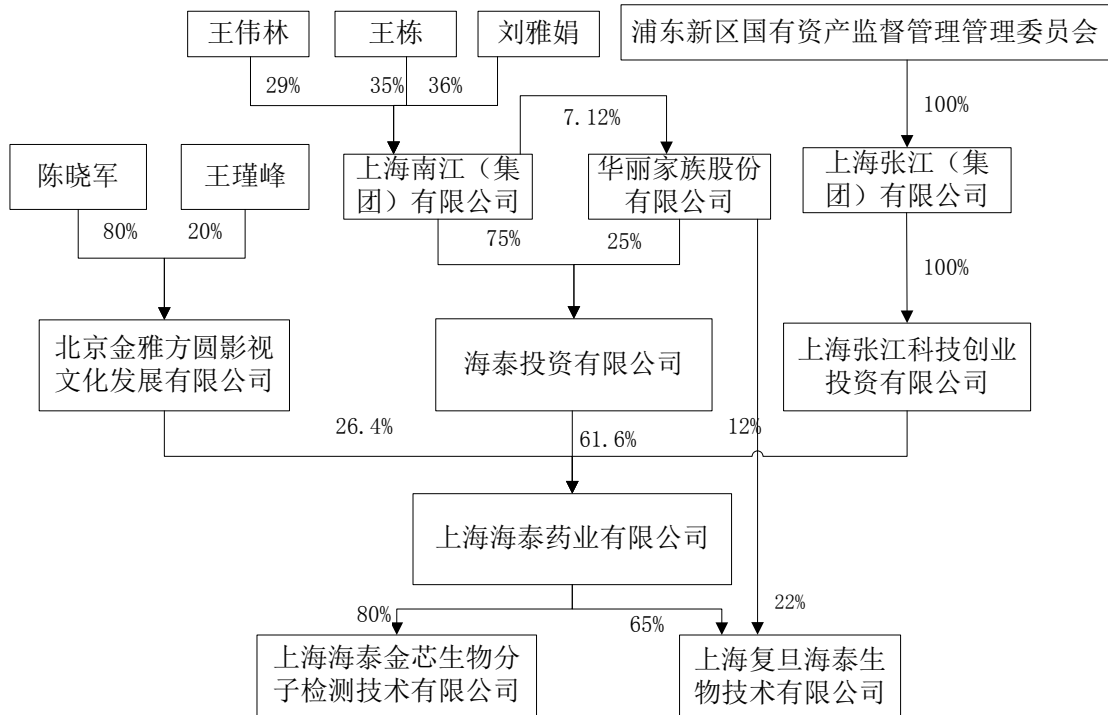 王伟林
王栋
刘雅娟
浦东新区国有资产监督管理管理委员会
29%
35%
36%
100%
7.12%
陈晓军
王瑾峰
上海南江（集
团）有限公司
华丽家族股份
有限公司
上海张江（集
团）有限公司
80%
20%
75%
25%
100%
北京金雅方圆影视
文化发展有限公司
海泰投资有限公司
上海张江科技创业
投资有限公司
26.4%
61.6%
12%
上海海泰药业有限公司
80%
65%
22%
上海海泰金芯生物分
子检测技术有限公司
上海复旦海泰生
物技术有限公司